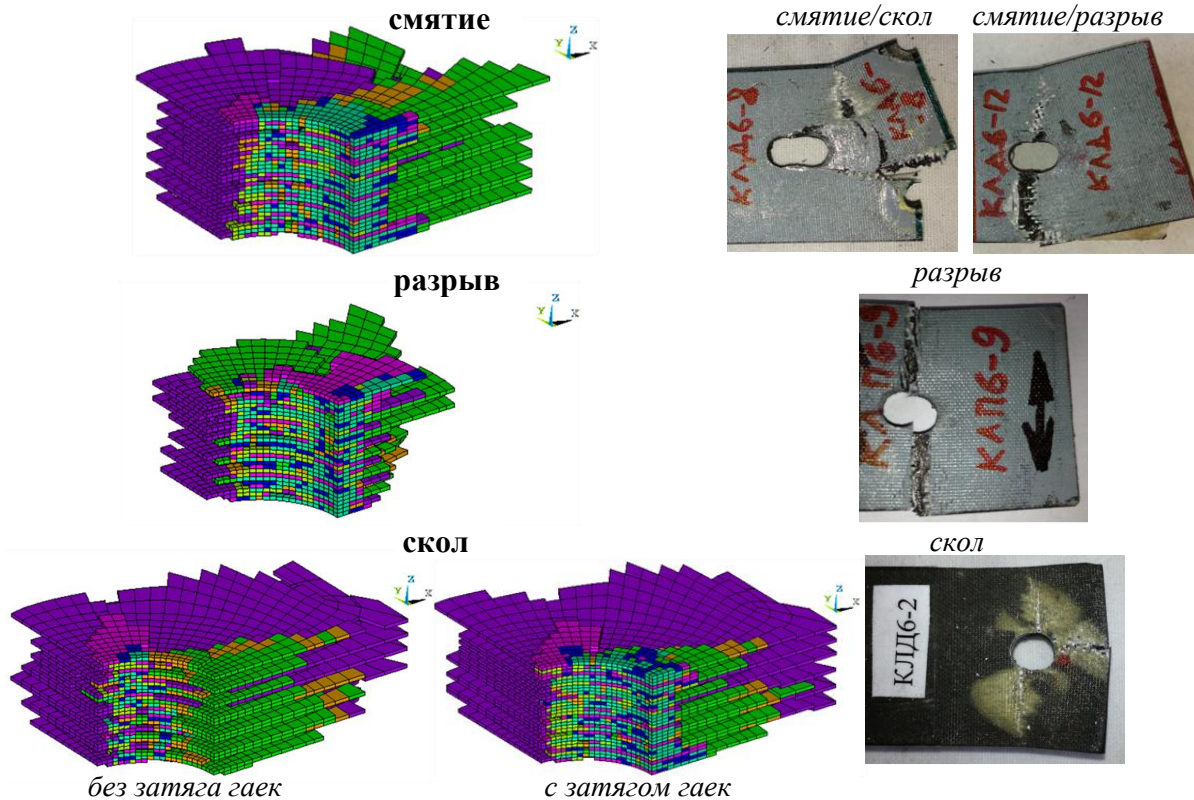 смятие
смятие/скол
смятие/разрыв
Z
Y
X
КЛД6-8
КЛД6-
8
КЛД6-12
КЛД6-12
разрыв
разрыв
Z
Y
X
КЛП6-9
КЛП6-9
скол
скол
Z
Y
X
Z
Y
X
КЛД6-2
без затяга гаек
с затягом гаек